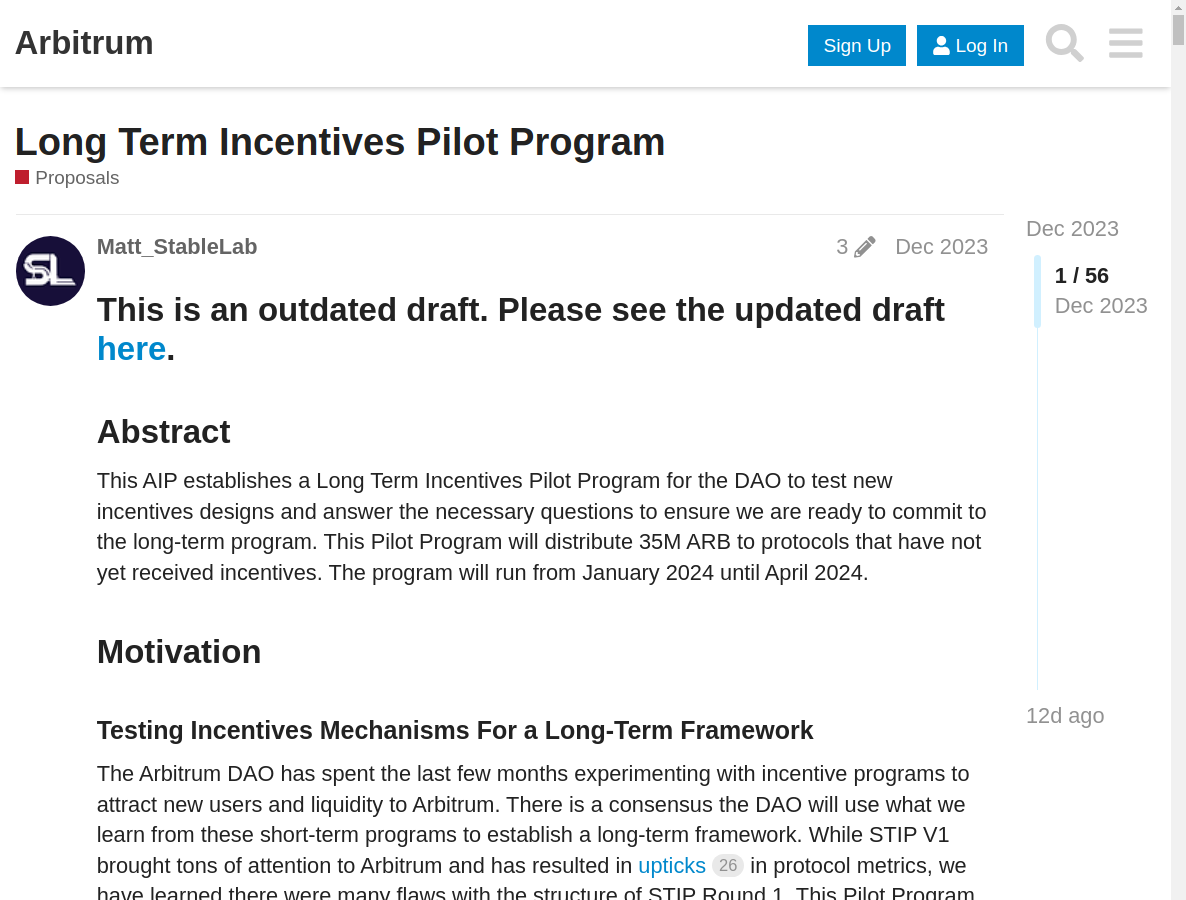 Arbitrum
Sign Up
Log In
Long Term Incentives Pilot Program
Proposals
Matt_StableLab
3
Dec 2023
Dec 2023
1 / 56
Dec 2023
12d ago
SL
This is an outdated draft. Please see the updated draft
here.
Abstract
This AIP establishes a Long Term Incentives Pilot Program for the DAO to test new
incentives designs and answer the necessary questions to ensure we are ready to commit to
the long-term program. This Pilot Program will distribute 35M ARB to protocols that have not
yet received incentives. The program will run from January 2024 until April 2024.
Motivation
Testing Incentives Mechanisms For a Long-Term Framework
The Arbitrum DAO has spent the last few months experimenting with incentive programs to
attract new users and liquidity to Arbitrum. There is a consensus the DAO will use what we
learn from these short-term programs to establish a long-term framework. While STIP V1
brought tons of attention to Arbitrum and has resulted in upticks 26 in protocol metrics, we
have learned there were many flaws with the structure of STIP Round 1. This Pilot Program